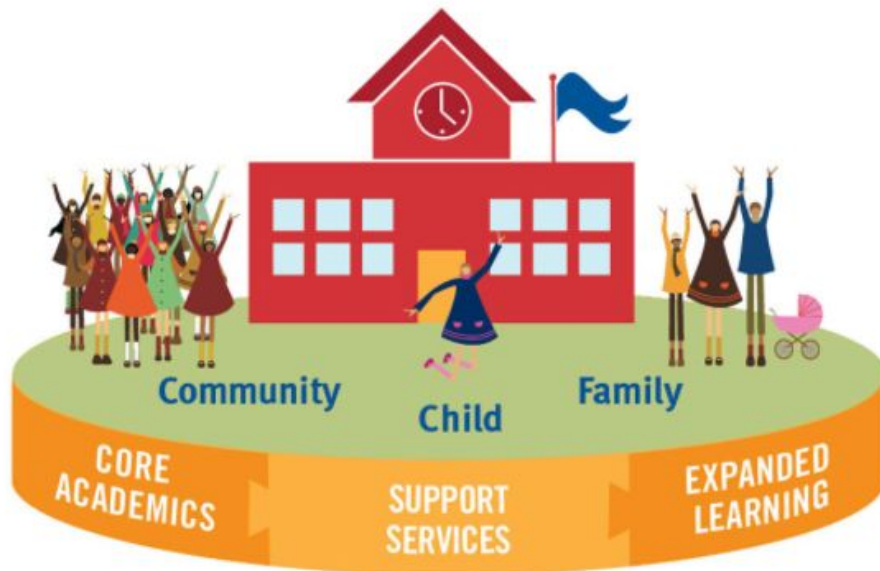 Community
Child
Family
CORE
ACADEMICS
SUPPORT
SERVICES
EXPANDED
LEARNING